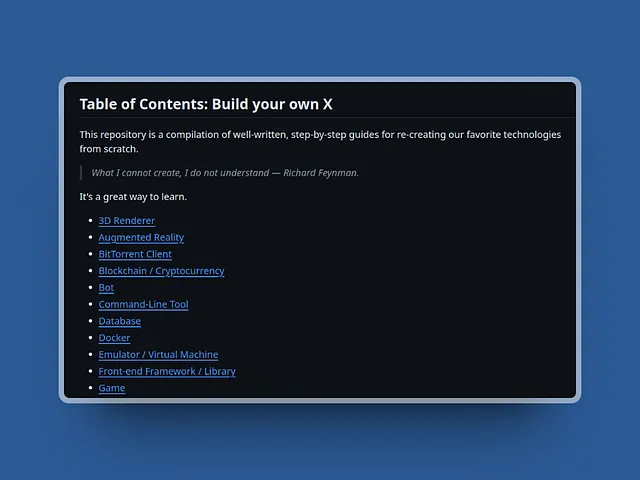 Table of Contents: Build your own X
This repository is a compilation of well-written, step-by-step guides for re-creating our favorite technologies
from scratch.
What I cannot create, I do not understand — Richard Feynman.
It's a great way to learn.
3D Renderer
Augmented Reality
BitTorrent Client
Blockchain / Cryptocurrency
Bot
Command-Line Tool
Database
Docker
Emulator / Virtual Machine
Front-end Framework / Library
Game